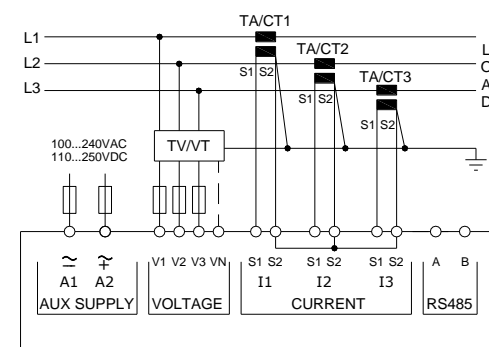 TA/CT1
L1
TA/CT2
L2
S1 S2
TA/CT3
L3
S1 S2
S1 S2
LOAD
100...240VAC
110...250VDC
TV/VT
V1 V2 V3 VN
S1 S2
S1 S2
S1 S2
A B
A1 A2
I1 I2 I3
AUX SUPPLY
VOLTAGE
CURRENT
RS485